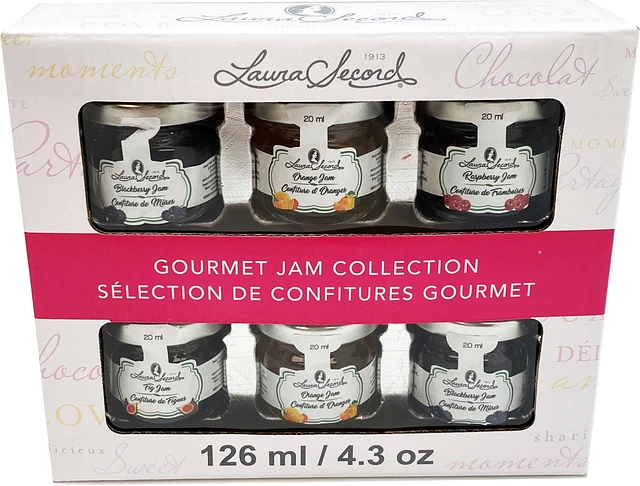 Laura Secord
moments
1913
Laura Secord
Chocolat
Laura Secord
Blackberry Jam
Confiture de Mûres
20 ml
Laura Secord
Orange Jam
Confiture d'Oranges
20 ml
Laura Secord
Raspberry Jam
Confiture de Framboises
GOURMET JAM COLLECTION
SÉLECTION DE CONFITURES GOURMET
20 ml
Laura Secord
Fig Jam
Confiture de Figues
20 ml
Laura Secord
Orange Jam
Confiture d'Oranges
20 ml
Laura Secord
Blackberry Jam
Confiture de Mûres
Sweet
126 ml / 4.3 oz
shari
moments